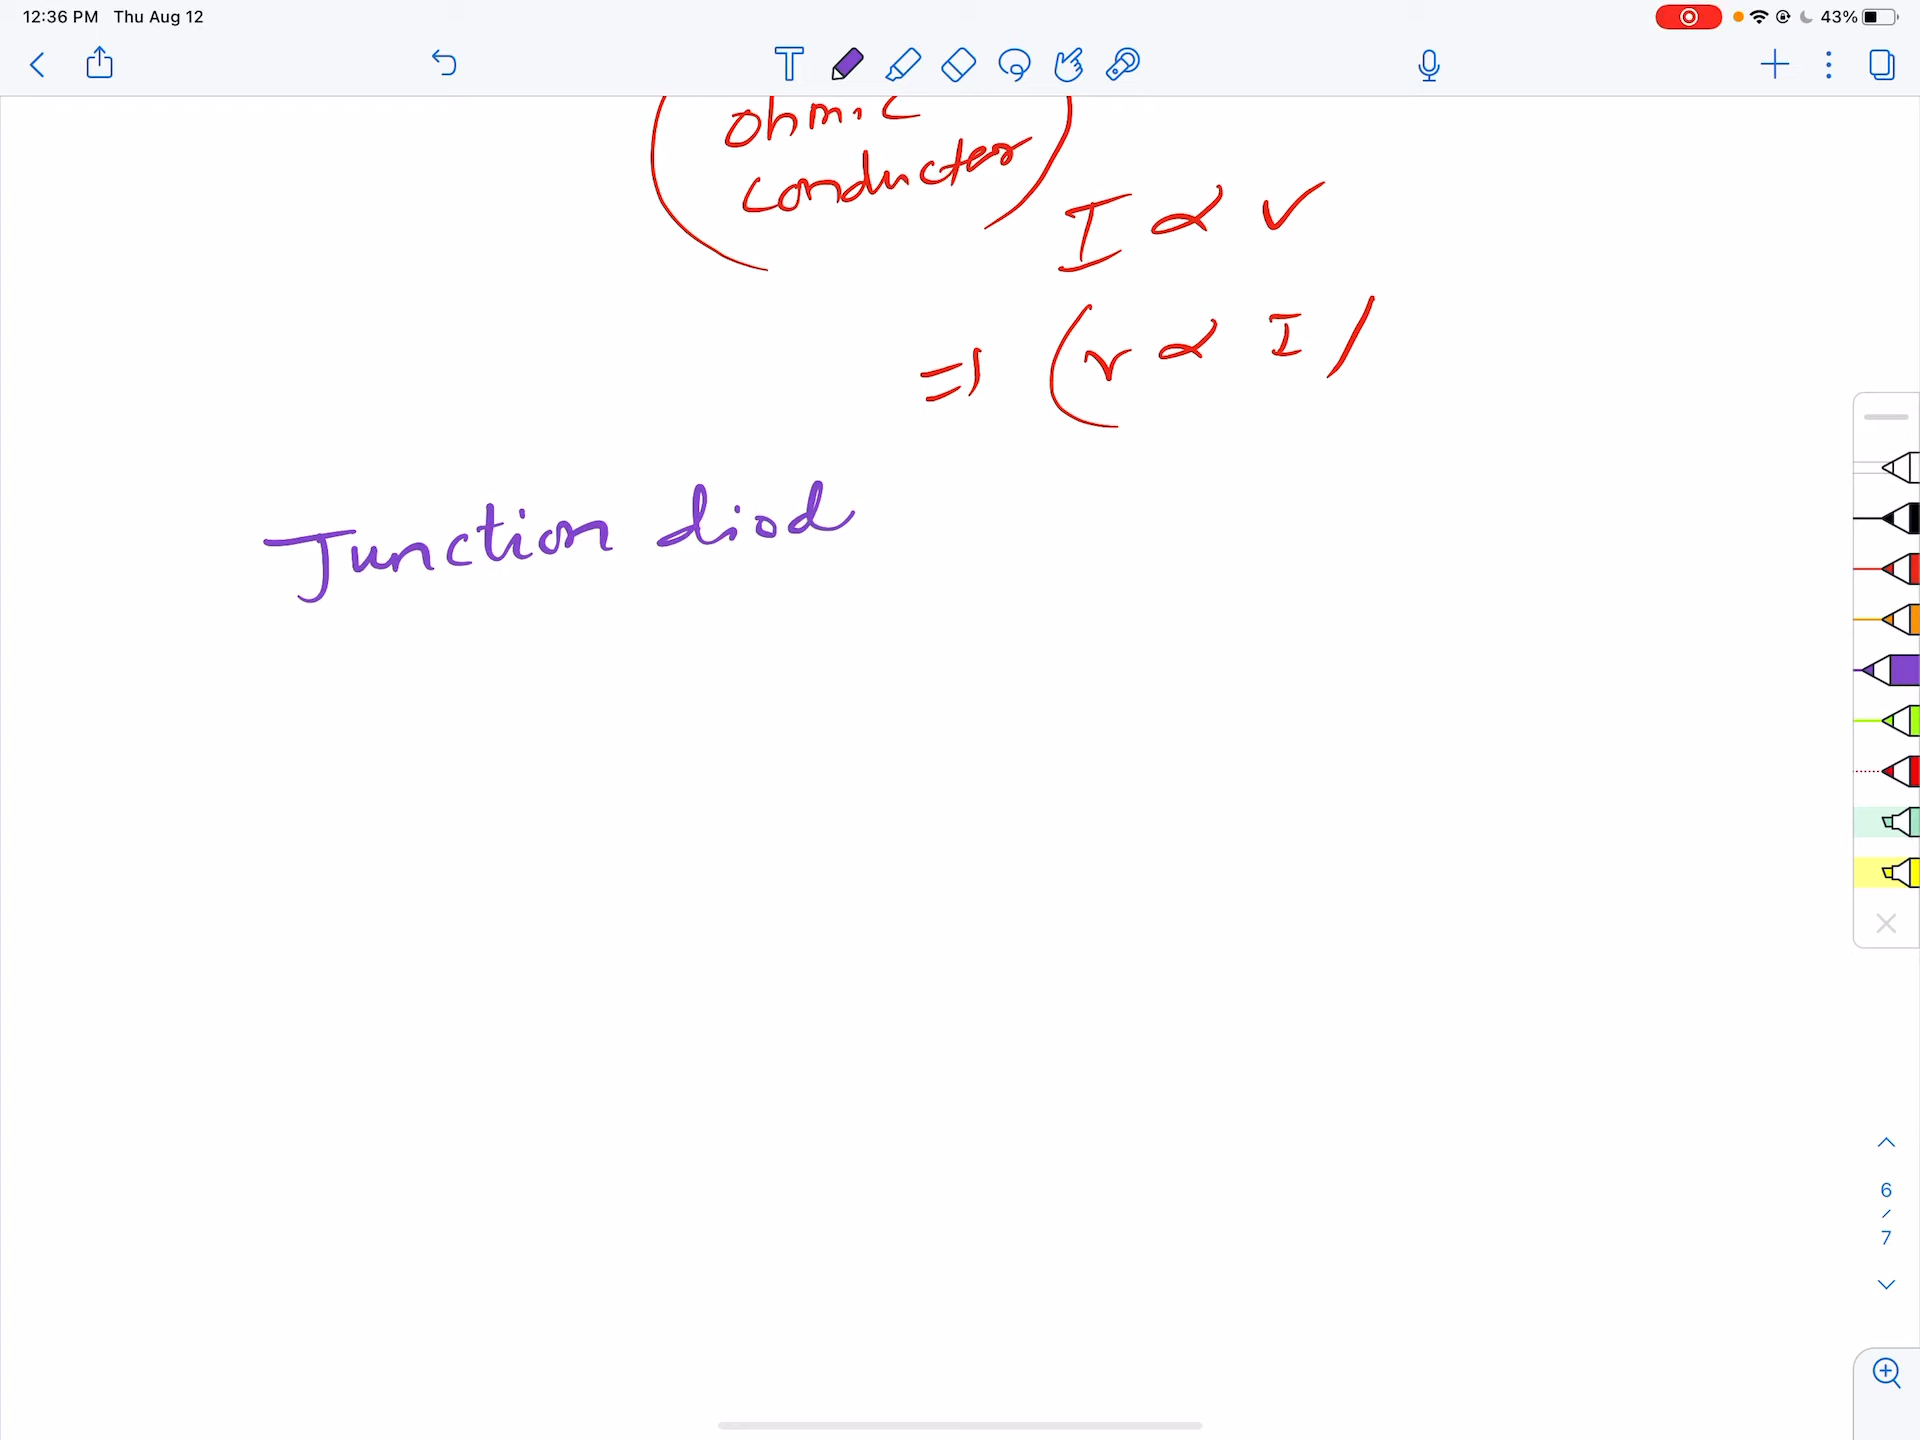 12:36 PM Thu Aug 12
43%
T
ohmic
conductor
I ∝ V
⇒ (V ∝ I)
Junction diod
6
/
7